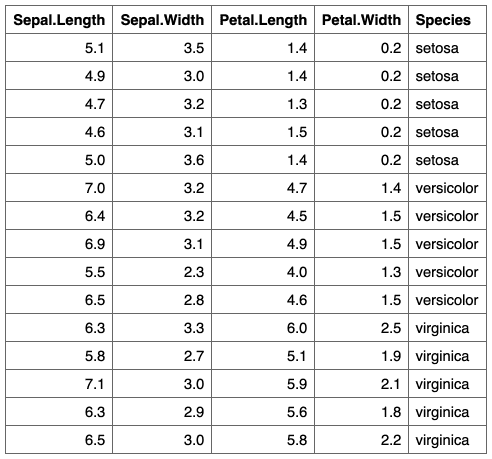 Sepal.Length Sepal.Width Petal.Length Petal.Width Species
5.1 3.5 1.4 0.2 setosa
4.9 3.0 1.4 0.2 setosa
4.7 3.2 1.3 0.2 setosa
4.6 3.1 1.5 0.2 setosa
5.0 3.6 1.4 0.2 setosa
7.0 3.2 4.7 1.4 versicolor
6.4 3.2 4.5 1.5 versicolor
6.9 3.1 4.9 1.5 versicolor
5.5 2.3 4.0 1.3 versicolor
6.5 2.8 4.6 1.5 versicolor
6.3 3.3 6.0 2.5 virginica
5.8 2.7 5.1 1.9 virginica
7.1 3.0 5.9 2.1 virginica
6.3 2.9 5.6 1.8 virginica
6.5 3.0 5.8 2.2 virginica